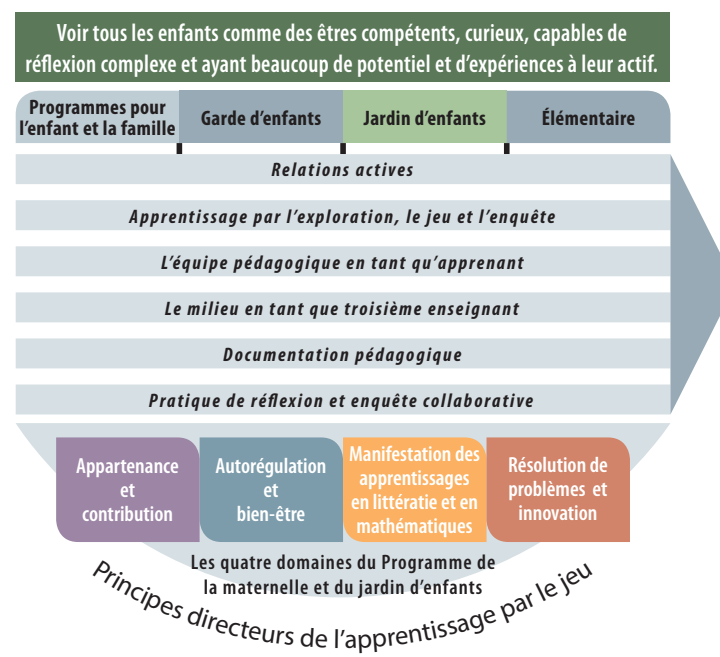 Voir tous les enfants comme des êtres compétents, curieux, capables de
réflexion complexe et ayant beaucoup de potentiel et d'expériences à leur actif.
Programmes pour
l'enfant et la famille
Garde d'enfants
Jardin d'enfants
Élémentaire
Relations actives
Apprentissage par l'exploration, le jeu et l'enquête
L'équipe pédagogique en tant qu'apprenant
Le milieu en tant que troisième enseignant
Documentation pédagogique
Pratique de réflexion et enquête collaborative
Appartenance
et
contribution
Autorégulation
et
bien-être
Manifestation des
apprentissages
en littératie et en
mathématiques
Résolution de
problèmes et
innovation
Les quatre domaines du Programme de
la maternelle et du jardin d'enfants
Principes directeurs de l'apprentissage par le jeu